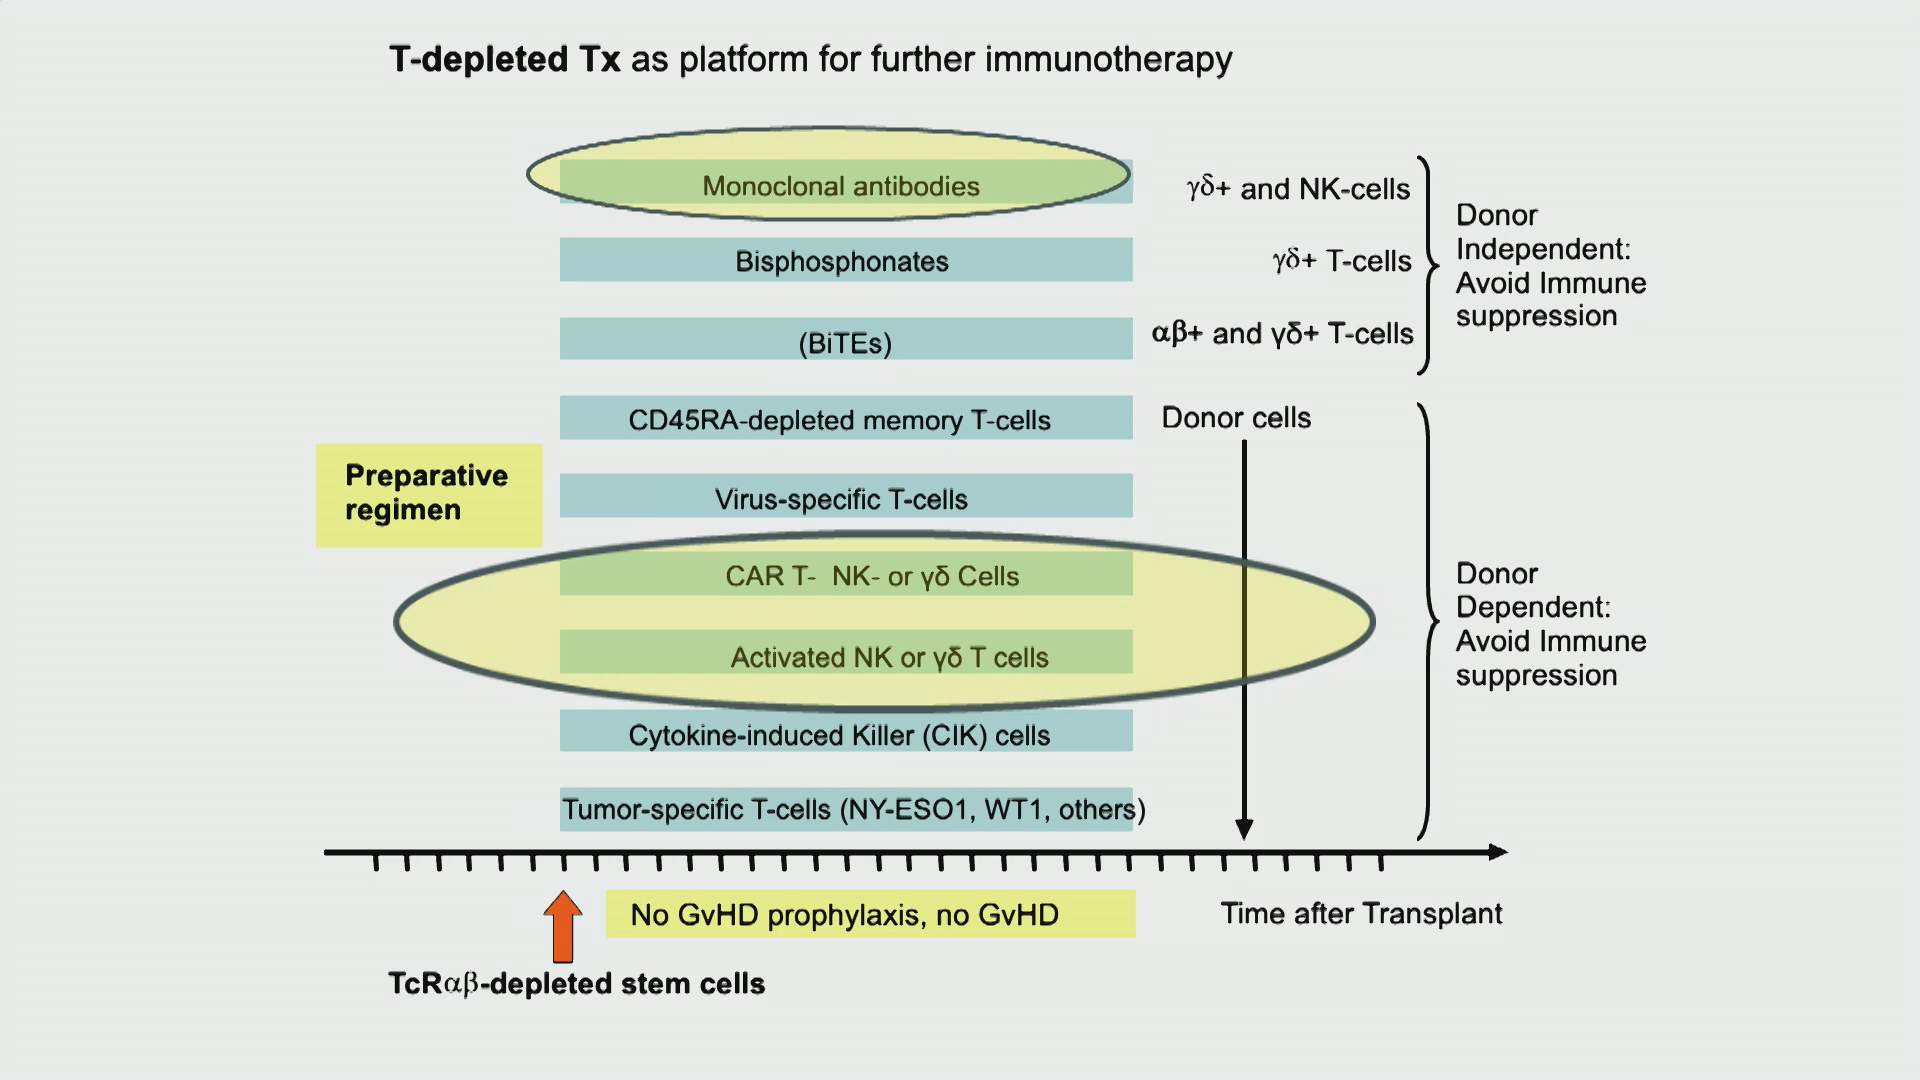 T-depleted Tx as platform for further immunotherapy
Monoclonal antibodies
γδ+ and NK-cells
Bisphosphonates
γδ+ T-cells
(BiTEs)
αβ+ and γδ+ T-cells
Donor
Independent:
Avoid Immune
suppression
CD45RA-depleted memory T-cells
Donor cells
Preparative
regimen
Virus-specific T-cells
CAR T-  NK- or γδ Cells
Activated NK or γδ T cells
Donor
Dependent:
Avoid Immune
suppression
Cytokine-induced Killer (CIK) cells
Tumor-specific T-cells (NY-ESO1, WT1, others)
No GvHD prophylaxis, no GvHD
Time after Transplant
TcRαβ-depleted stem cells